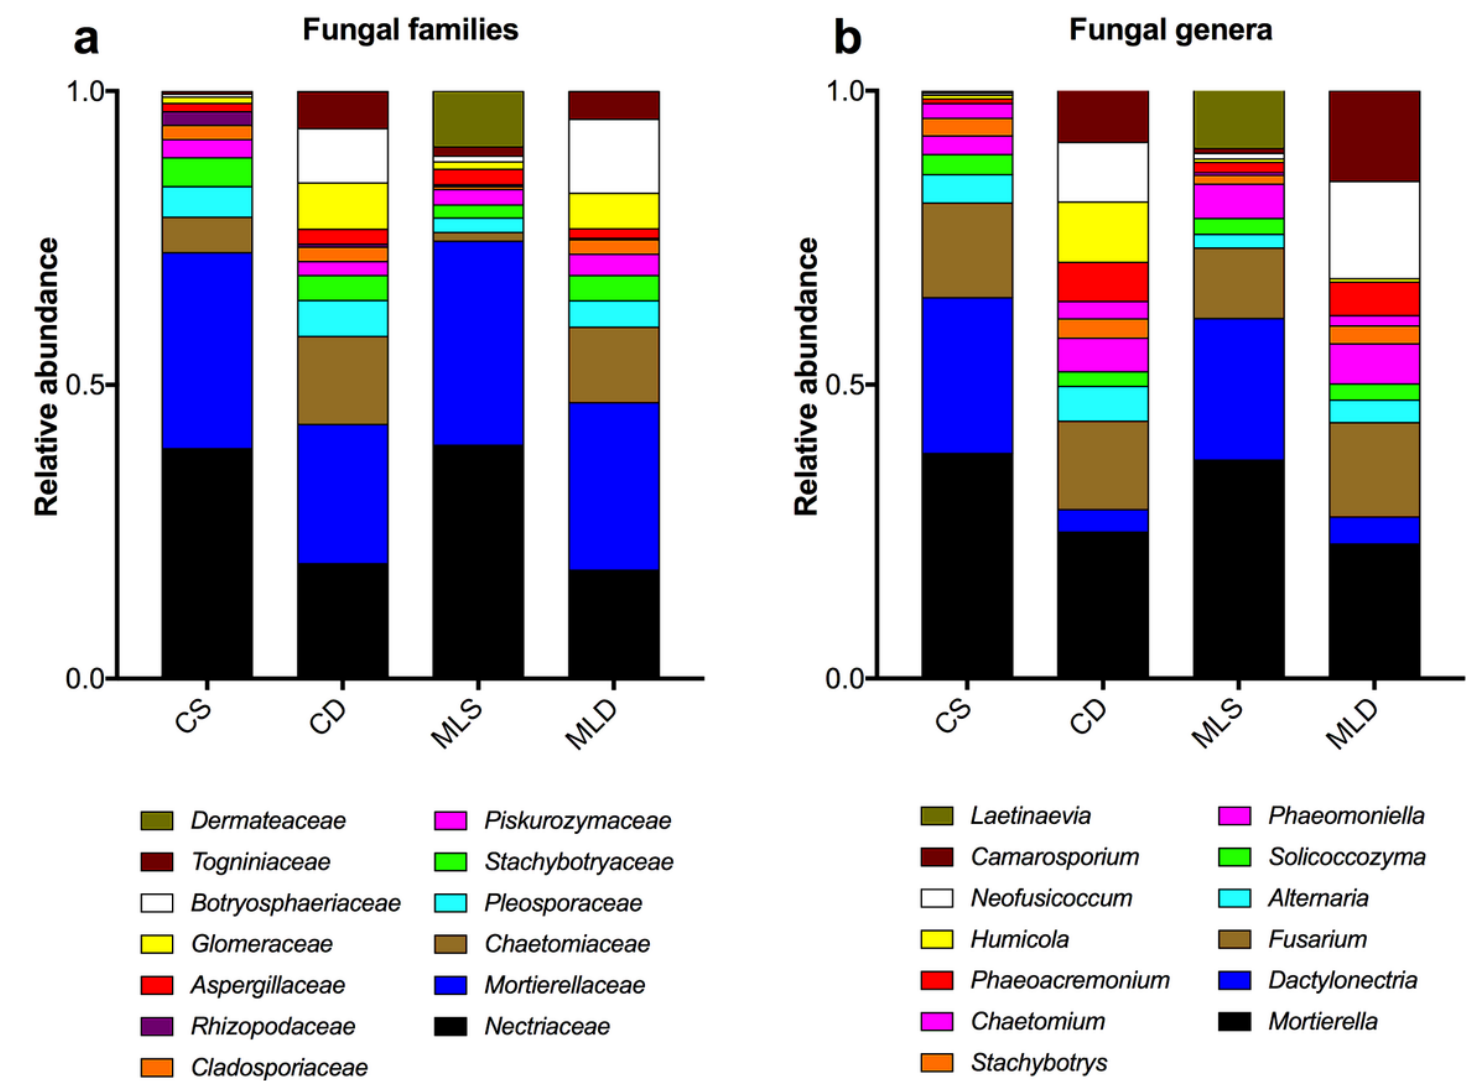 a
Fungal families
Relative abundance
1.0
0.5
0.0
CS
CD
MLS
MLD
Dermateaceae
Togniniaceae
Botryosphaeriaceae
Glomeraceae
Aspergillaceae
Rhizopodaceae
Cladosporiaceae
Piskurozymaceae
Stachybotryaceae
Pleosporaceae
Chaetomiaceae
Mortierellaceae
Nectriaceae
b
Fungal genera
Relative abundance
1.0
0.5
0.0
CS
CD
MLS
MLD
Laetinaevia
Camarosporium
Neofusicoccum
Humicola
Phaeoacremonium
Chaetomium
Stachybotrys
Phaeomoniella
Solicoccozyma
Alternaria
Fusarium
Dactylonectria
Mortierella